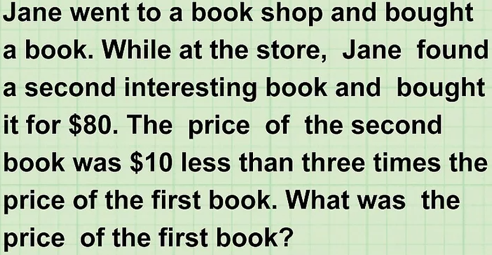 Jane went to a book shop and bought
a book. While at the store, Jane found
a second interesting book and bought
it for $80. The price of the second
book was $10 less than three times the
price of the first book. What was the
price of the first book?